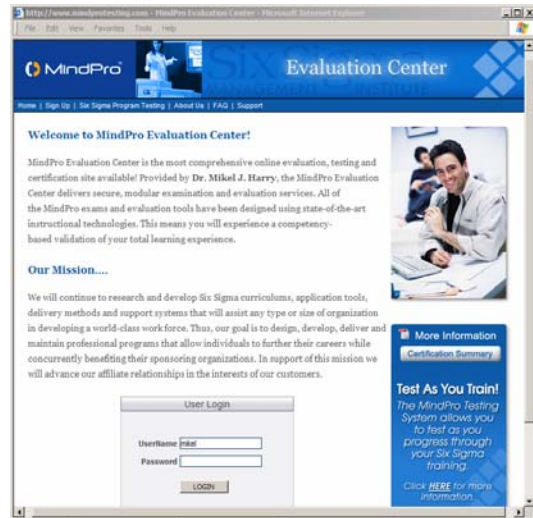 http://www.mindprotesting.com - MindPro Evaluation Center - Microsoft Internet Explorer
File Edit View Favorites Tools Help
MindPro
Six Sigma
MANAGEMENT INSTITUTE
Evaluation Center
Home | Sign Up | Six Sigma Program Testing | About Us | FAQ | Support
Welcome to MindPro Evaluation Center!
MindPro Evaluation Center is the most comprehensive online evaluation, testing and
certification site available! Provided by Dr. Mikel J. Harry, the MindPro Evaluation
Center delivers secure, modular examination and evaluation services. All of
the MindPro exams and evaluation tools have been designed using state-of-the-art
instructional technologies. This means you will experience a competency-
based validation of your total learning experience.
Our Mission....
We will continue to research and develop Six Sigma curriculums, application tools,
delivery methods and support systems that will assist any type or size of organization
in developing a world-class work force. Thus, our goal is to design, develop, deliver and
maintain professional programs that allow individuals to further their careers while
concurrently benefiting their sponsoring organizations. In support of this mission we
will advance our affiliate relationships in the interests of our customers.
User Login
UserName mikel
Password
LOGIN
More Information
Certification Summary
Test As You Train!
The MindPro Testing
System allows you
to test as you
progress through
your Six Sigma
training.
Click HERE for more
information.